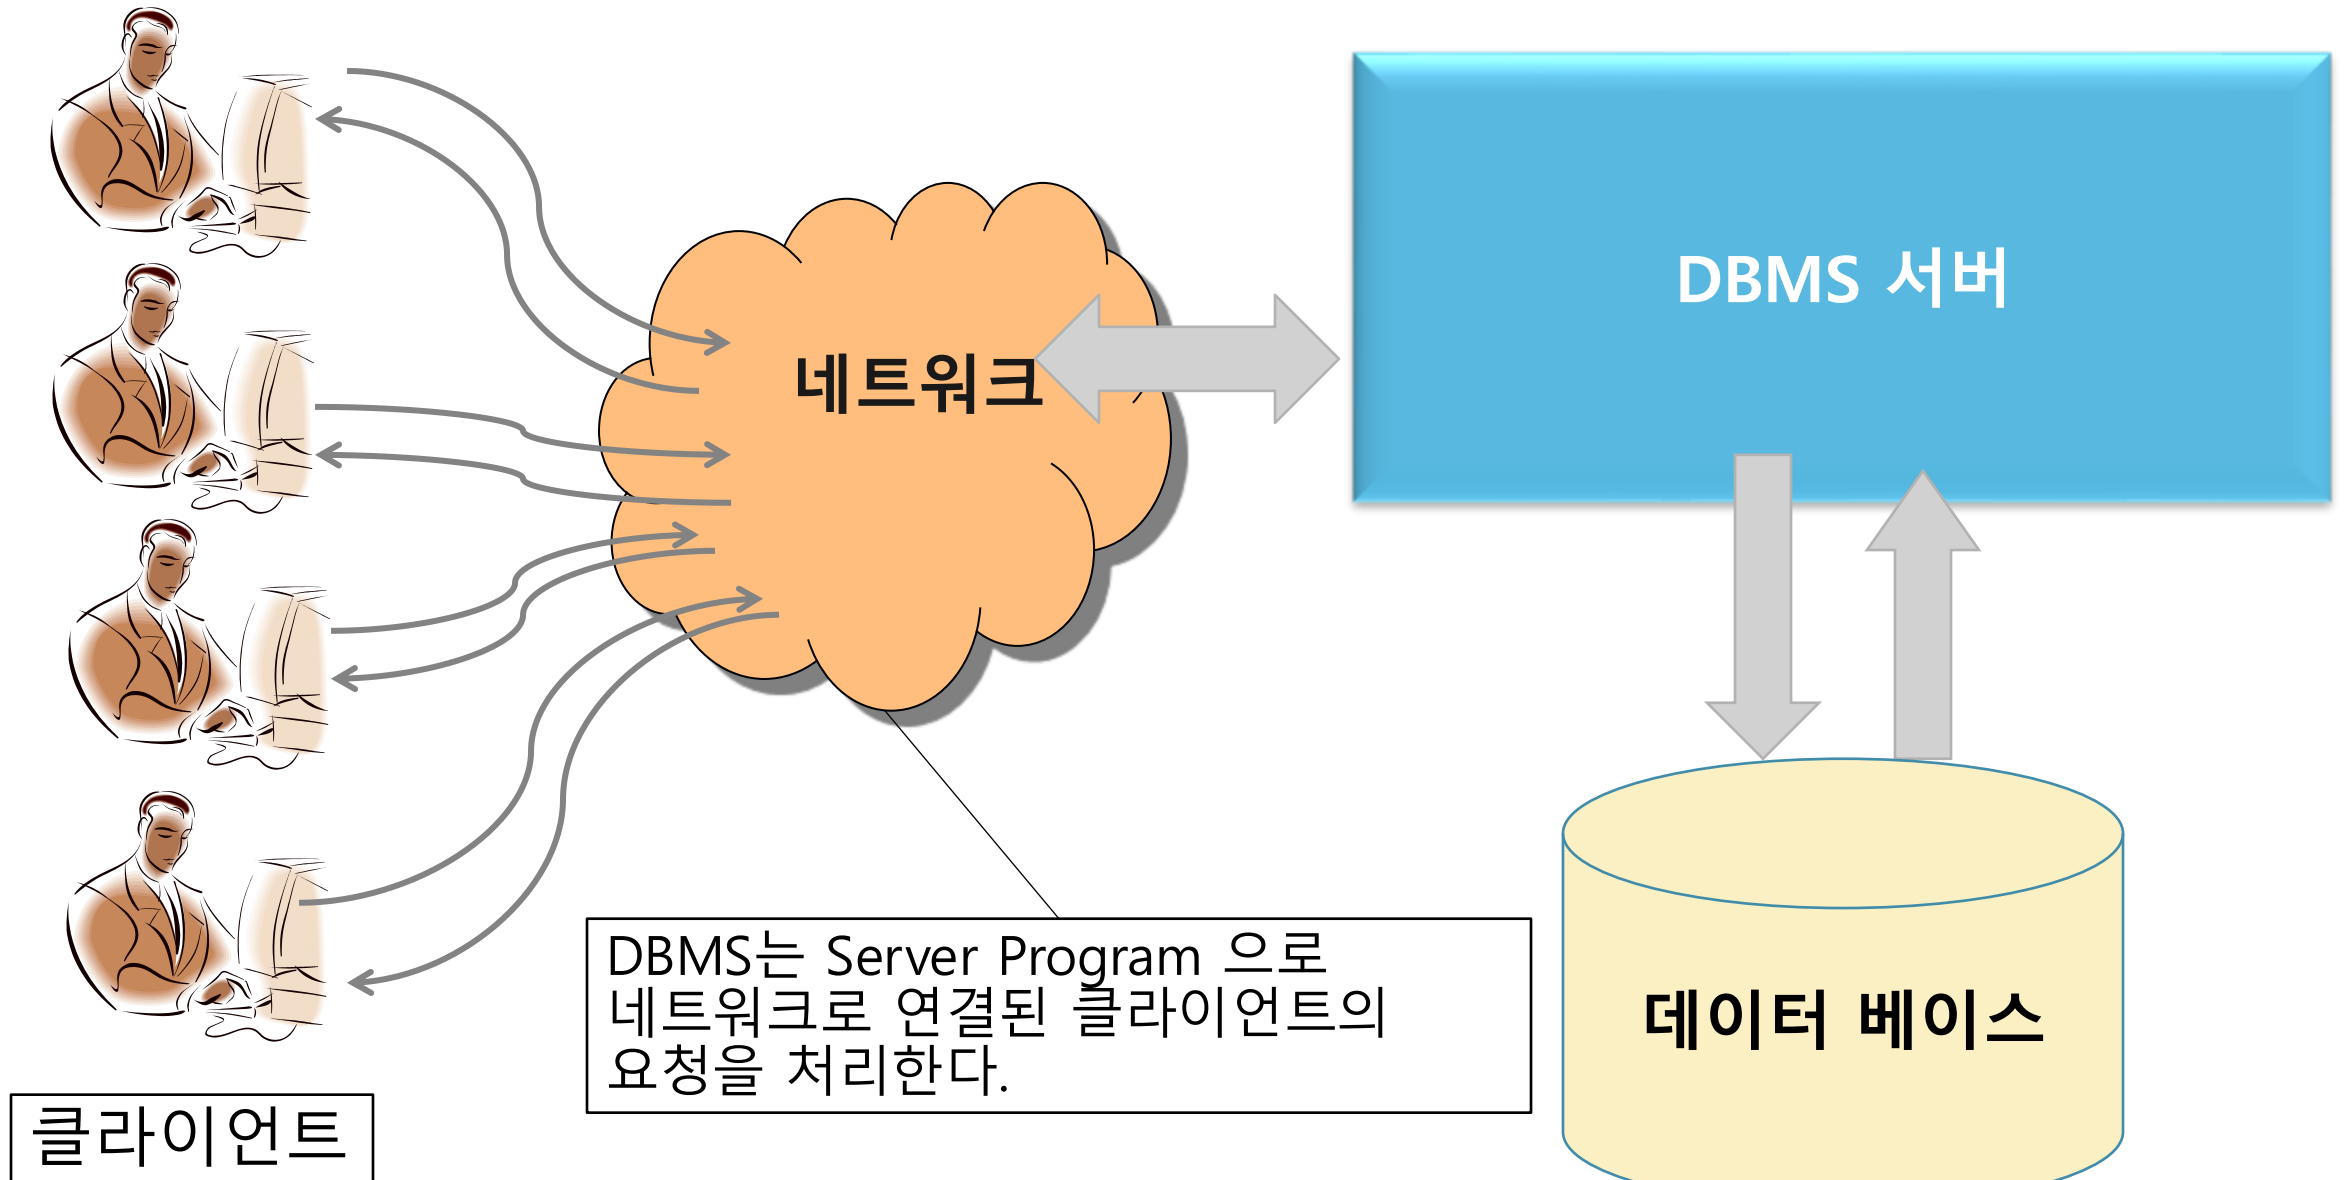 DBMS 서버
네트워크
DBMS는 Server Program 으로
네트워크로 연결된 클라이언트의
요청을 처리한다.
데이터 베이스
클라이언트